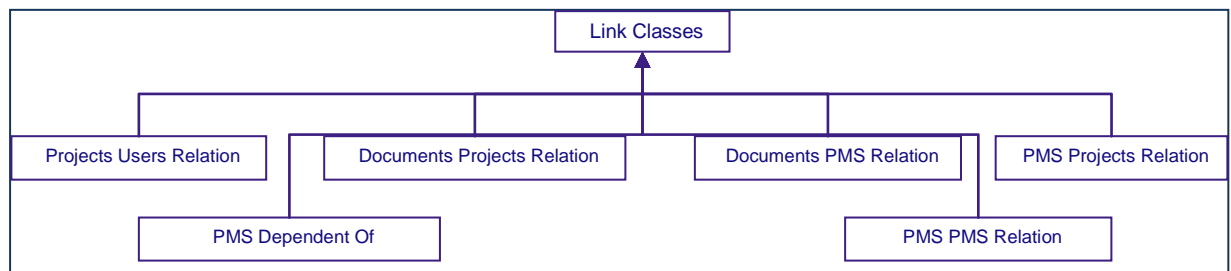 Link Classes
Projects Users Relation
Documents Projects Relation
Documents PMS Relation
PMS Projects Relation
PMS Dependent Of
PMS PMS Relation